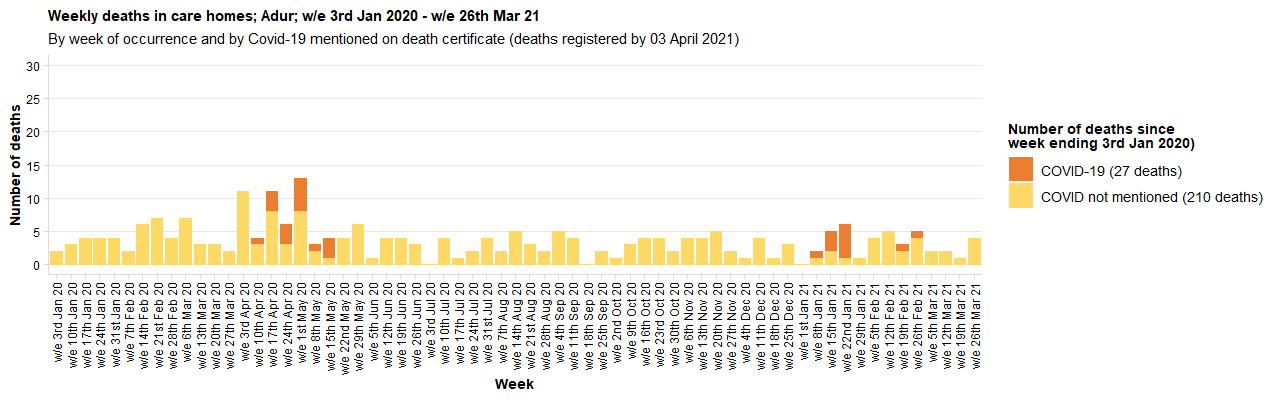 Weekly deaths in care homes; Adur; w/e 3rd Jan 2020 - w/e 26th Mar 21
By week of occurrence and by Covid-19 mentioned on death certificate (deaths registered by 03 April 2021)
Number of deaths
30
25
20
15
10
5
0
w/e 3rd Jan 20
w/e 10th Jan 20
w/e 17th Jan 20
w/e 24th Jan 20
w/e 31st Jan 20
w/e 7th Feb 20
w/e 14th Feb 20
w/e 21st Feb 20
w/e 28th Feb 20
w/e 6th Mar 20
w/e 13th Mar 20
w/e 20th Mar 20
w/e 27th Mar 20
w/e 3rd Apr 20
w/e 10th Apr 20
w/e 17th Apr 20
w/e 24th Apr 20
w/e 1st May 20
w/e 8th May 20
w/e 15th May 20
w/e 22nd May 20
w/e 29th May 20
w/e 5th Jun 20
w/e 12th Jun 20
w/e 19th Jun 20
w/e 26th Jun 20
w/e 3rd Jul 20
w/e 10th Jul 20
w/e 17th Jul 20
w/e 24th Jul 20
w/e 31st Jul 20
w/e 7th Aug 20
w/e 14th Aug 20
w/e 21st Aug 20
w/e 28th Aug 20
w/e 4th Sep 20
w/e 11th Sep 20
w/e 18th Sep 20
w/e 25th Sep 20
w/e 2nd Oct 20
w/e 9th Oct 20
w/e 16th Oct 20
w/e 23rd Oct 20
w/e 30th Oct 20
w/e 6th Nov 20
w/e 13th Nov 20
w/e 20th Nov 20
w/e 27th Nov 20
w/e 4th Dec 20
w/e 11th Dec 20
w/e 18th Dec 20
w/e 25th Dec 20
w/e 1st Jan 21
w/e 8th Jan 21
w/e 15th Jan 21
w/e 22nd Jan 21
w/e 29th Jan 21
w/e 5th Feb 21
w/e 12th Feb 21
w/e 19th Feb 21
w/e 26th Feb 21
w/e 5th Mar 21
w/e 12th Mar 21
w/e 19th Mar 21
w/e 26th Mar 21
Week
Number of deaths since
week ending 3rd Jan 2020)
COVID-19 (27 deaths)
COVID not mentioned (210 deaths)